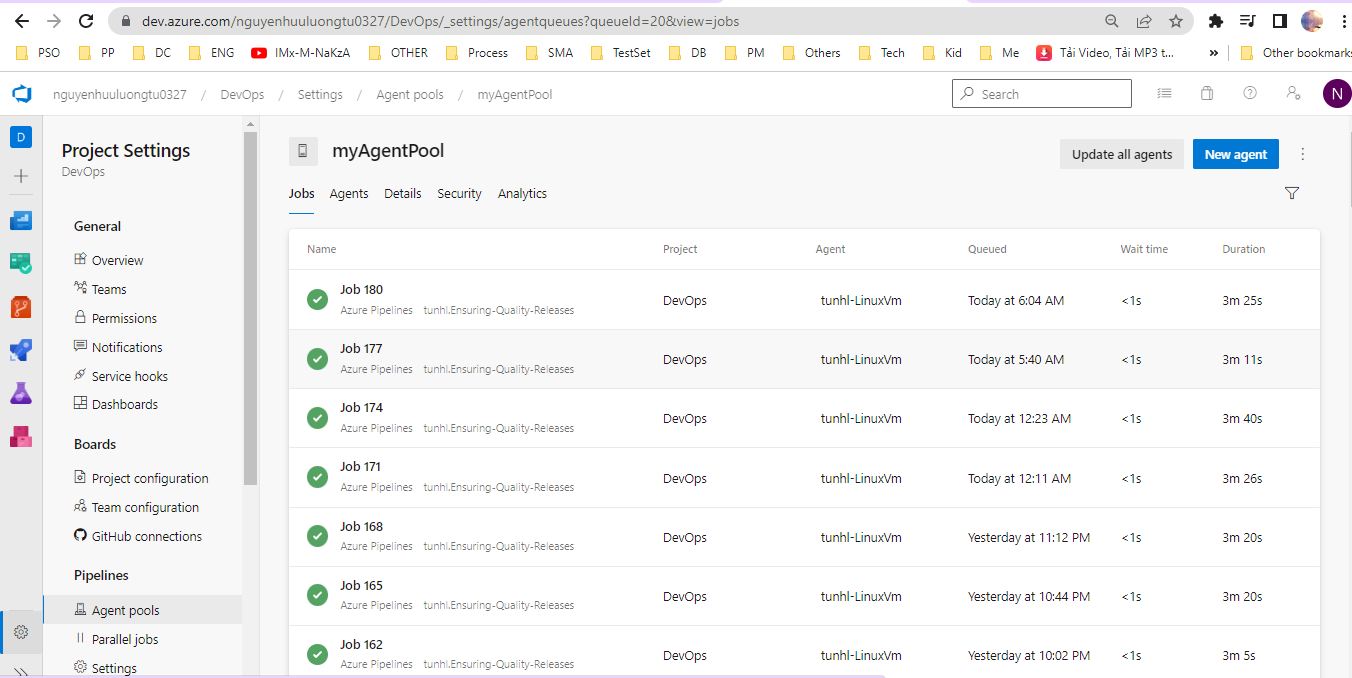 dev.azure.com/nguyenhuuluongtu0327/DevOps/_settings/agentqueues?queueId=20&view=jobs
PSO PP DC ENG IMx-M-NaKzA OTHER Process SMA TestSet DB PM Others Tech Kid Me Tải Video, Tải MP3 t... » Other bookmarks
nguyenhuuluongtu0327 / DevOps / Settings / Agent pools / myAgentPool Search N
D
Project Settings
DevOps
General
Overview
Teams
Permissions
Notifications
Service hooks
Dashboards
Boards
Project configuration
Team configuration
GitHub connections
Pipelines
Agent pools
Parallel jobs
Settings
myAgentPool
Update all agents New agent
Jobs Agents Details Security Analytics
Name Project Agent Queued Wait time Duration
Job 180
Azure Pipelines tunhl.Ensuring-Quality-Releases
DevOps tunhl-LinuxVm Today at 6:04 AM <1s 3m 25s
Job 177
Azure Pipelines tunhl.Ensuring-Quality-Releases
DevOps tunhl-LinuxVm Today at 5:40 AM <1s 3m 11s
Job 174
Azure Pipelines tunhl.Ensuring-Quality-Releases
DevOps tunhl-LinuxVm Today at 12:23 AM <1s 3m 40s
Job 171
Azure Pipelines tunhl.Ensuring-Quality-Releases
DevOps tunhl-LinuxVm Today at 12:11 AM <1s 3m 26s
Job 168
Azure Pipelines tunhl.Ensuring-Quality-Releases
DevOps tunhl-LinuxVm Yesterday at 11:12 PM <1s 3m 20s
Job 165
Azure Pipelines tunhl.Ensuring-Quality-Releases
DevOps tunhl-LinuxVm Yesterday at 10:44 PM <1s 3m 20s
Job 162
Azure Pipelines tunhl.Ensuring-Quality-Releases
DevOps tunhl-LinuxVm Yesterday at 10:02 PM <1s 3m 5s